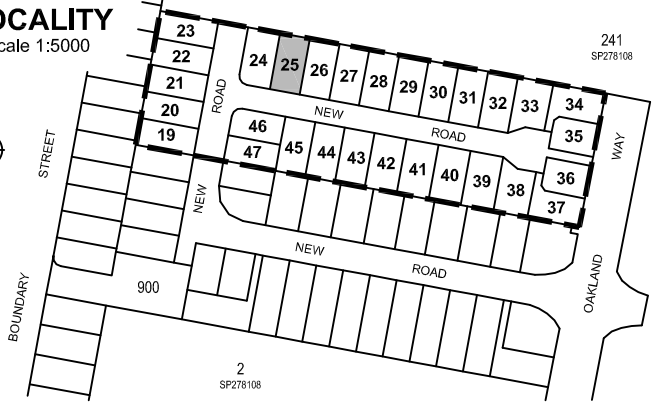 OCALITY
cale 1:5000
241
SP278108
23
22
21
20
19
24
25
26
27
28
29
30
31
32
33
34
35
36
37
38
39
40
41
42
43
44
45
46
47
ROAD
NEW
NEW
ROAD
NEW
ROAD
STREET
BOUNDARY
WAY
OAKLAND
900
2
SP278108